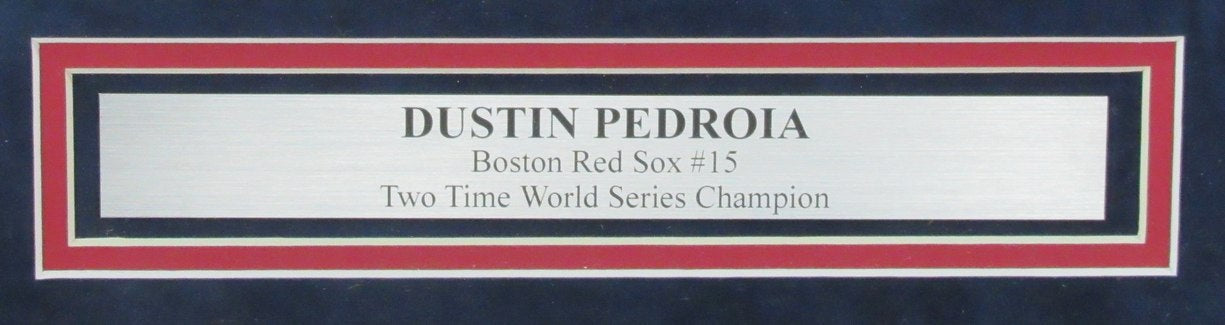 DUSTIN PEDROIA
Boston Red Sox #15
Two Time World Series Champion